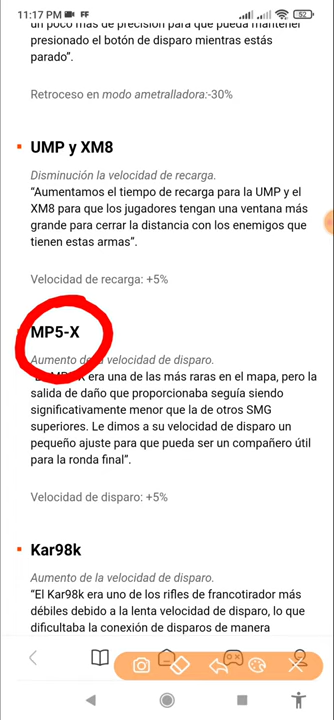 11:17 PM FF 52
un poco más de precisión para que pueda mantener
presionado el botón de disparo mientras estás
parado”.
Retroceso en modo ametralladora:-30%
UMP y XM8
Disminución la velocidad de recarga.
“Aumentamos el tiempo de recarga para la UMP y el
XM8 para que los jugadores tengan una ventana más
grande para cerrar la distancia con los enemigos que
tienen estas armas”.
Velocidad de recarga: +5%
MP5-X
Aumento de la velocidad de disparo.
era una de las más raras en el mapa, pero la
salida de daño que proporcionaba seguía siendo
significativamente menor que la de otros SMG
superiores. Le dimos a su velocidad de disparo un
pequeño ajuste para que pueda ser un compañero útil
para la ronda final”.
Velocidad de disparo: +5%
Kar98k
Aumento de la velocidad de disparo.
“El Kar98k era uno de los rifles de francotirador más
débiles debido a la lenta velocidad de disparo, lo que
dificultaba la conexión de disparos de manera